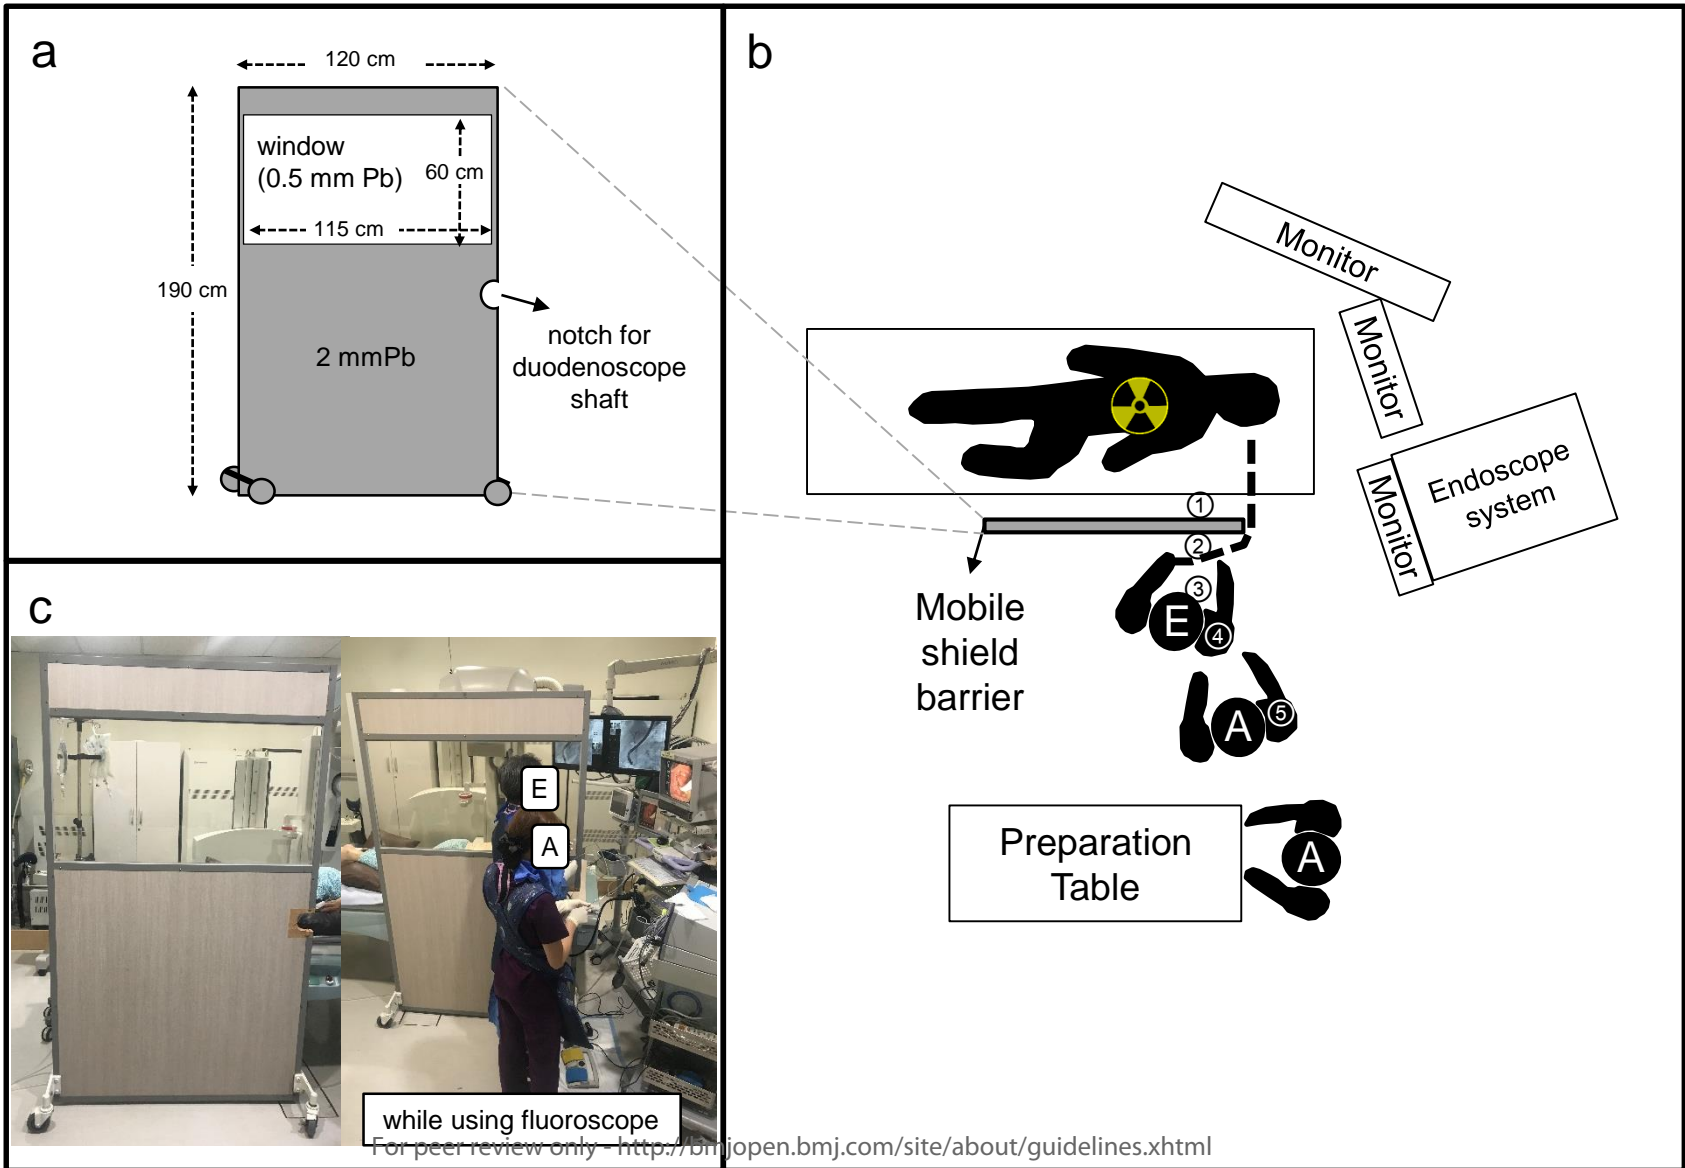 a
120 cm
window
(0.5 mm Pb)
60 cm
115 cm
190 cm
notch for
duodenoscope
shaft
2 mmPb
b
Monitor
Monitor
Monitor
Endoscope
system
1
2
3
E
4
A
5
Mobile
shield
barrier
Preparation
Table
A
c
E
A
while using fluoroscope
For peer review only - http://bmjopen.bmj.com/site/about/guidelines.xhtml